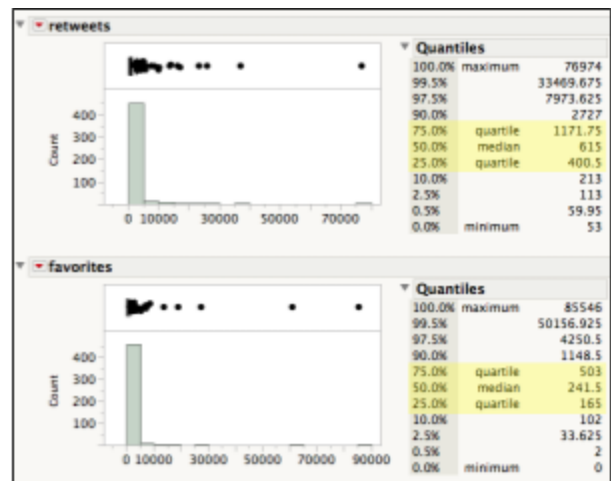 retweets
Quantiles
100.0% maximum 76974
99.5% 33469.675
97.5% 7973.625
90.0% 2727
75.0% quartile 1171.75
50.0% median 615
25.0% quartile 400.5
10.0% 213
2.5% 113
0.5% 59.95
0.0% minimum 53
Count
400
300
200
100
0 10000 30000 50000 70000
favorites
Quantiles
100.0% maximum 85546
99.5% 50156.925
97.5% 4250.5
90.0% 1148.5
75.0% quartile 503
50.0% median 241.5
25.0% quartile 165
10.0% 102
2.5% 33.625
0.5% 2
0.0% minimum 0
Count
400
300
200
100
0 10000 30000 50000 70000 90000